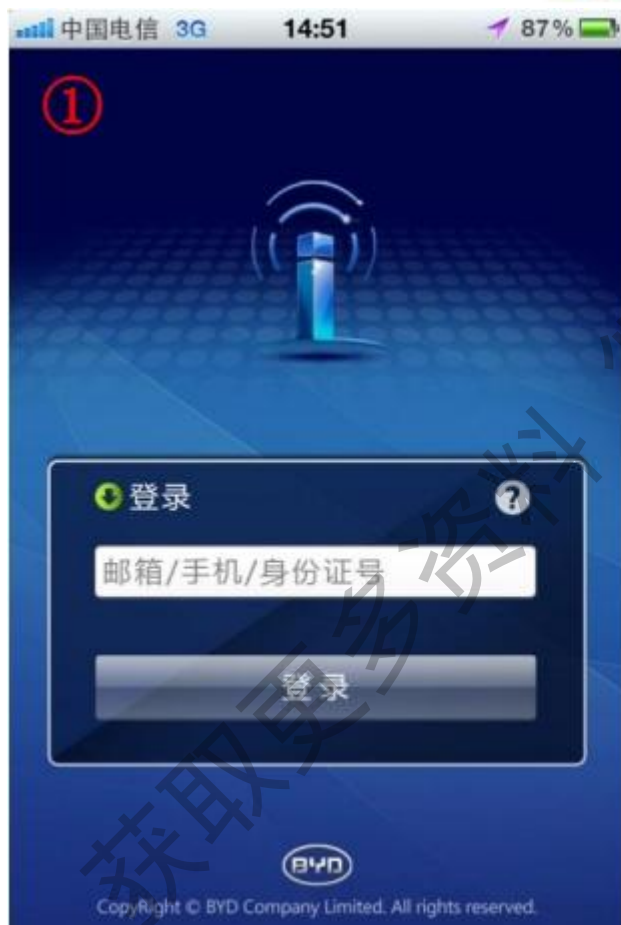 中国电信 3G 14:51 87%
①
登录 ?
邮箱/手机/身份证号
登 录
BYD
CopyRight © BYD Company Limited. All rights reserved.
获取更多资料